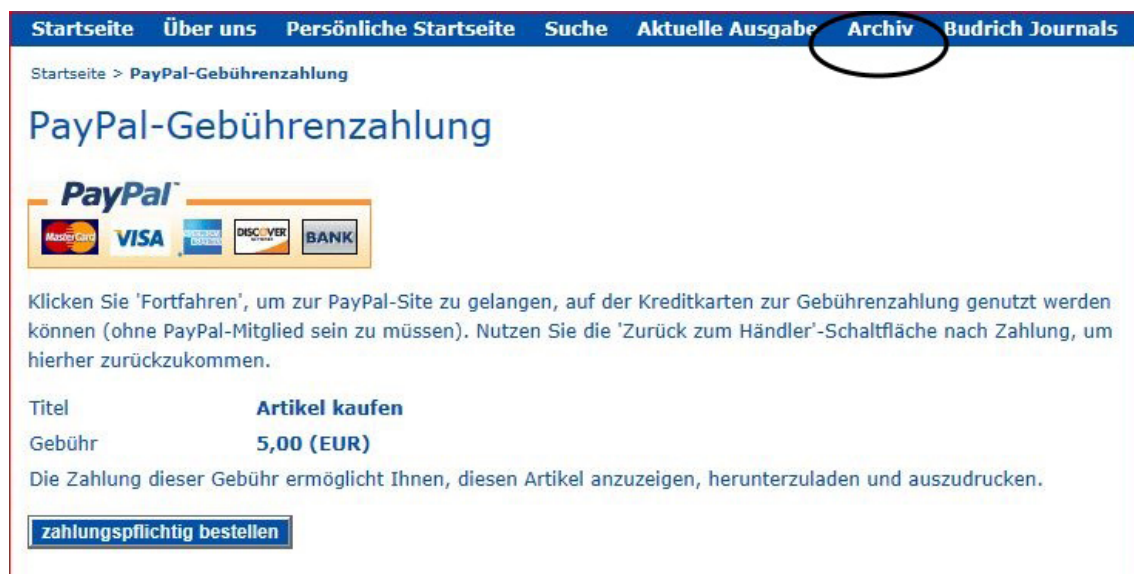 Startseite Über uns Persönliche Startseite Suche Aktuelle Ausgabe Archiv Budrich Journals
Startseite > PayPal-Gebührenzahlung
PayPal-Gebührenzahlung
PayPal™
MasterCard VISA DISCOVER BANK
Klicken Sie 'Fortfahren', um zur PayPal-Site zu gelangen, auf der Kreditkarten zur Gebührenzahlung genutzt werden
können (ohne PayPal-Mitglied sein zu müssen). Nutzen Sie die 'Zurück zum Händler'-Schaltfläche nach Zahlung, um
hierher zurückzukommen.
Titel Artikel kaufen
Gebühr 5,00 (EUR)
Die Zahlung dieser Gebühr ermöglicht Ihnen, diesen Artikel anzuzeigen, herunterzuladen und auszudrucken.
zahlungspflichtig bestellen